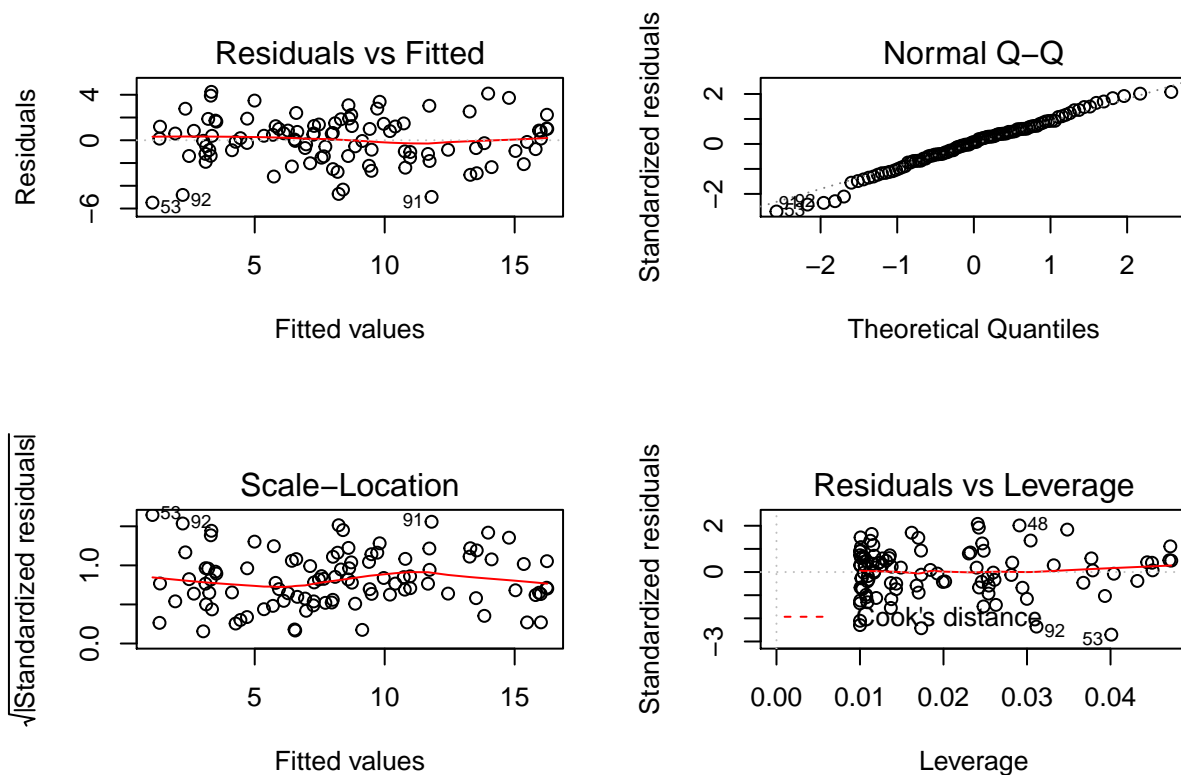 Residuals vs Fitted
Residuals
4
0
−6
53
92
91
5
10
15
Fitted values
Normal Q−Q
Standardized residuals
2
0
−2
53
−2
−1
0
1
2
Theoretical Quantiles
Scale−Location
√|Standardized residuals|
1.0
0.0
53
92
91
5
10
15
Fitted values
Residuals vs Leverage
Standardized residuals
2
0
−3
48
Cook's distance
92
53
0.00
0.01
0.02
0.03
0.04
Leverage